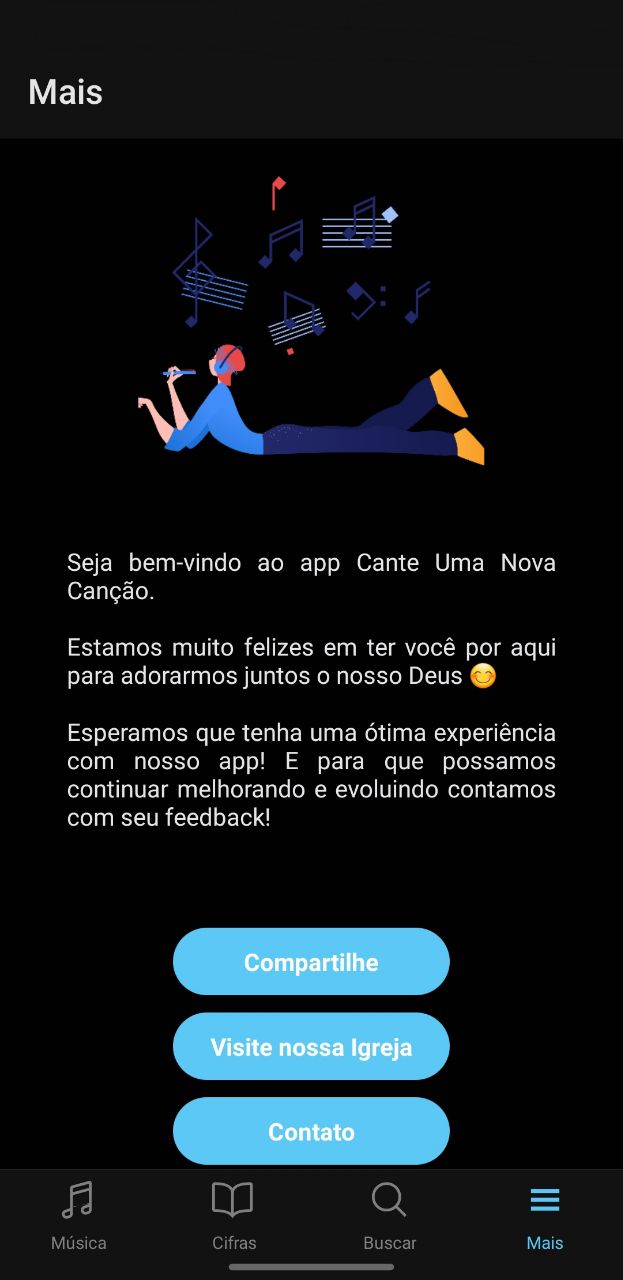 Mais
Seja bem-vindo ao app Cante Uma Nova
Canção.
Estamos muito felizes em ter você por aqui
para adorarmos juntos o nosso Deus 😊
Esperamos que tenha uma ótima experiência
com nosso app! E para que possamos
continuar melhorando e evoluindo contamos
com seu feedback!
Compartilhe
Visite nossa Igreja
Contato
Música
Cifras
Buscar
Mais